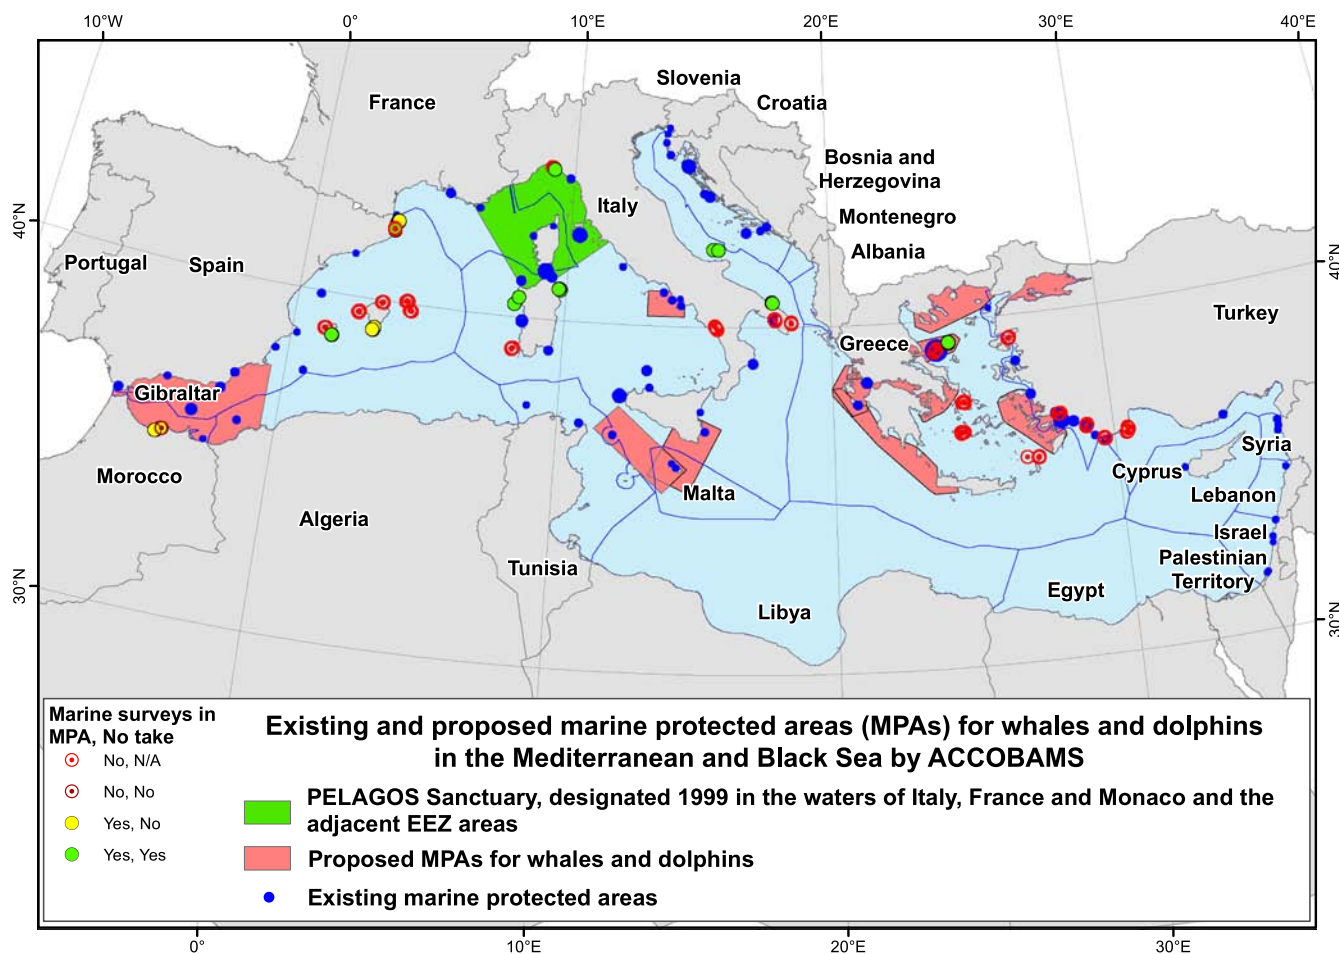 10°W
0°
10°E
20°E
30°E
40°E
Slovenia
France
Croatia
Bosnia and
Herzegovina
Italy
Montenegro
40°N
Albania
40°N
Portugal
Spain
Turkey
Greece
Gibraltar
Syria
Morocco
Cyprus
Malta
Lebanon
Algeria
Israel
Tunisia
Palestinian
Territory
30°N
Egypt
Libya
30°N
Marine surveys in
MPA, No take
No, N/A
No, No
Yes, No
Yes, Yes
Existing and proposed marine protected areas (MPAs) for whales and dolphins
in the Mediterranean and Black Sea by ACCOBAMS
PELAGOS Sanctuary, designated 1999 in the waters of Italy, France and Monaco and the
adjacent EEZ areas
Proposed MPAs for whales and dolphins
Existing marine protected areas
0°
10°E
20°E
30°E